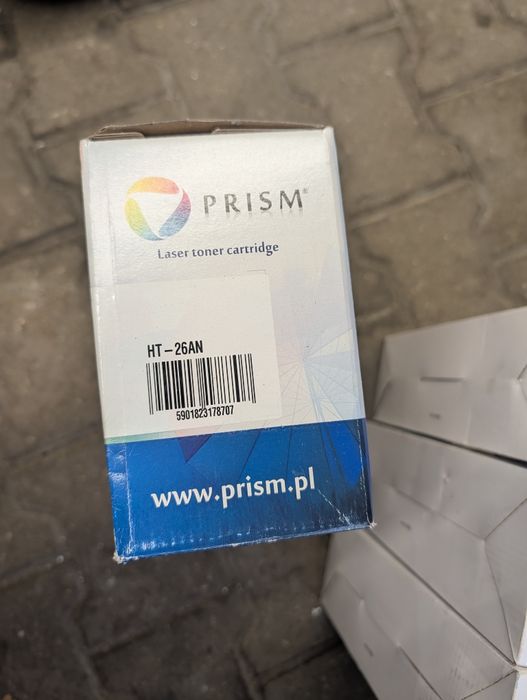 PRISM®
Laser toner cartridge
HT-26AN
5901823178707
www.prism.pl